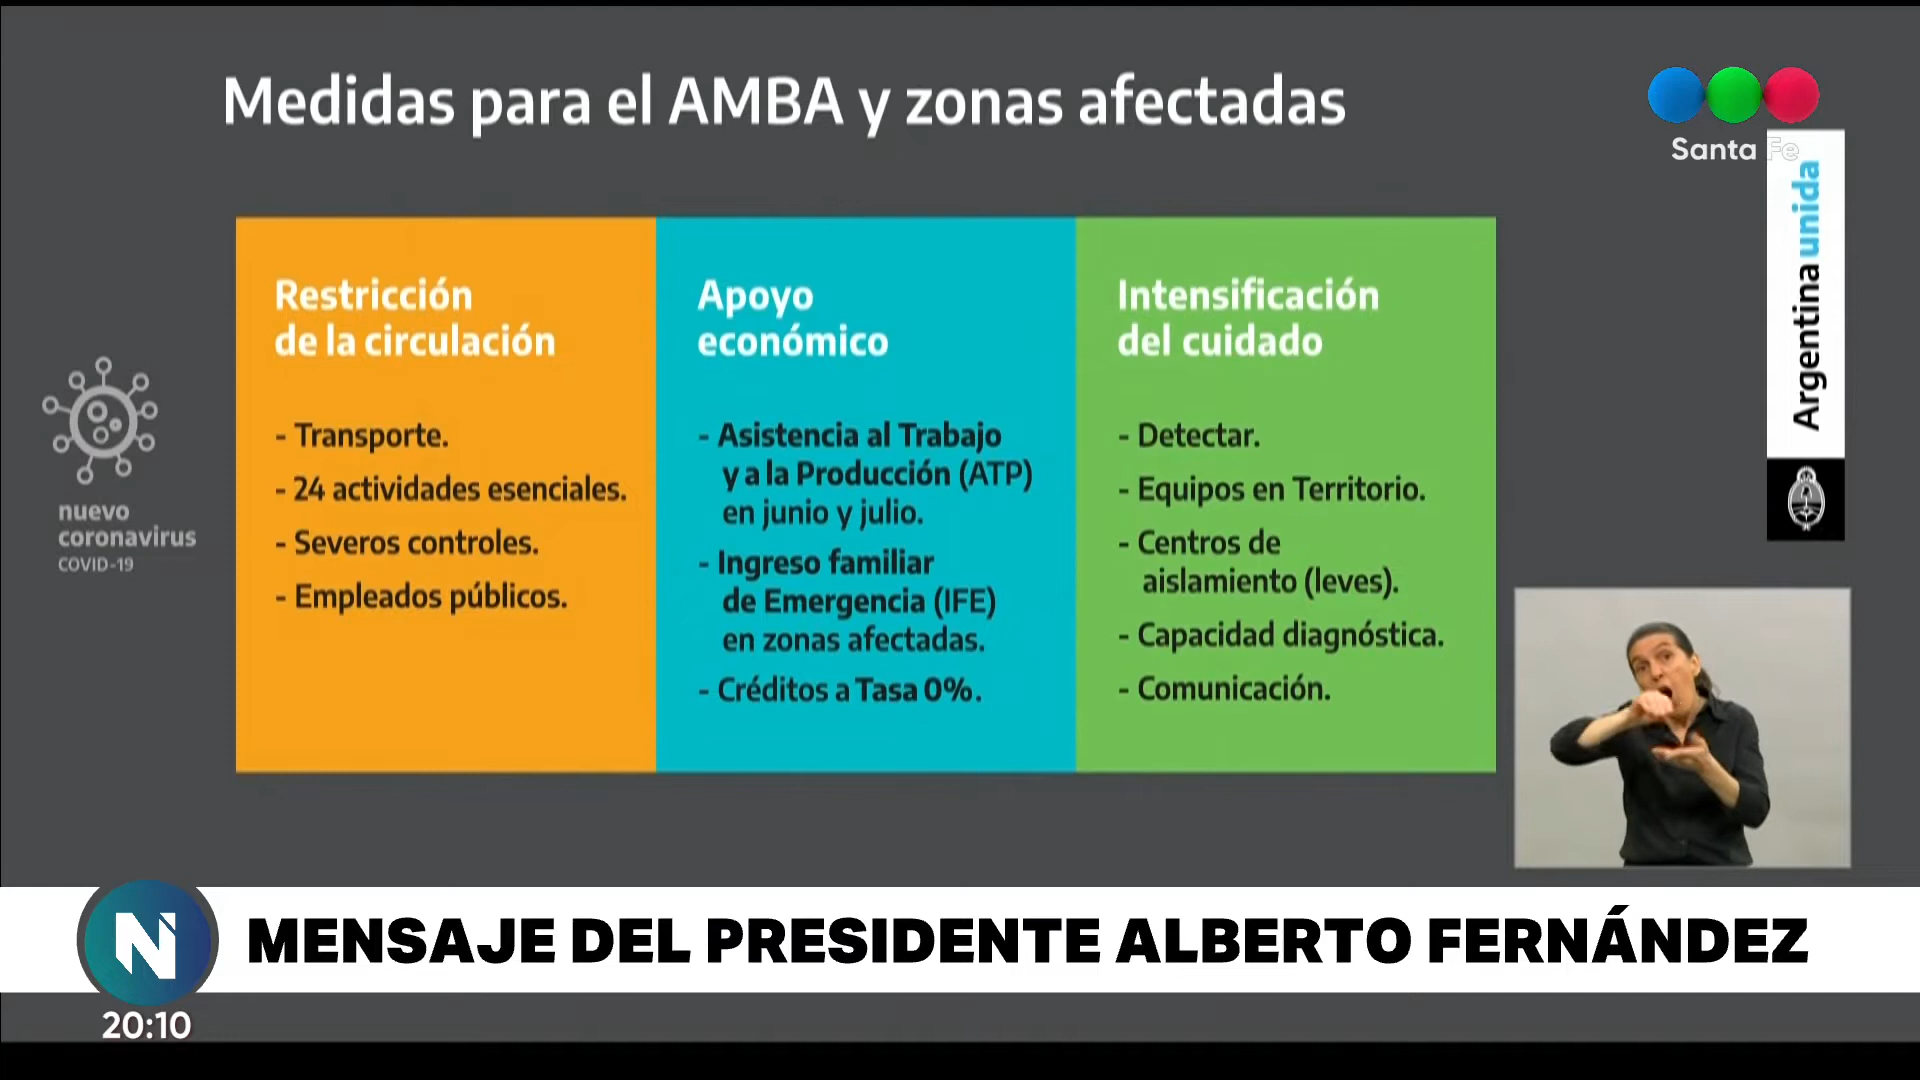 Medidas para el AMBA y zonas afectadas
Santa Fe
Argentina unida
nuevo
coronavirus
COVID-19
Restricción
de la circulación
- Transporte.
- 24 actividades esenciales.
- Severos controles.
- Empleados públicos.
Apoyo
económico
- Asistencia al Trabajo
y a la Producción (ATP)
en junio y julio.
- Ingreso familiar
de Emergencia (IFE)
en zonas afectadas.
- Créditos a Tasa 0%.
Intensificación
del cuidado
- Detectar.
- Equipos en Territorio.
- Centros de
aislamiento (leves).
- Capacidad diagnóstica.
- Comunicación.
N
MENSAJE DEL PRESIDENTE ALBERTO FERNÁNDEZ
20:10